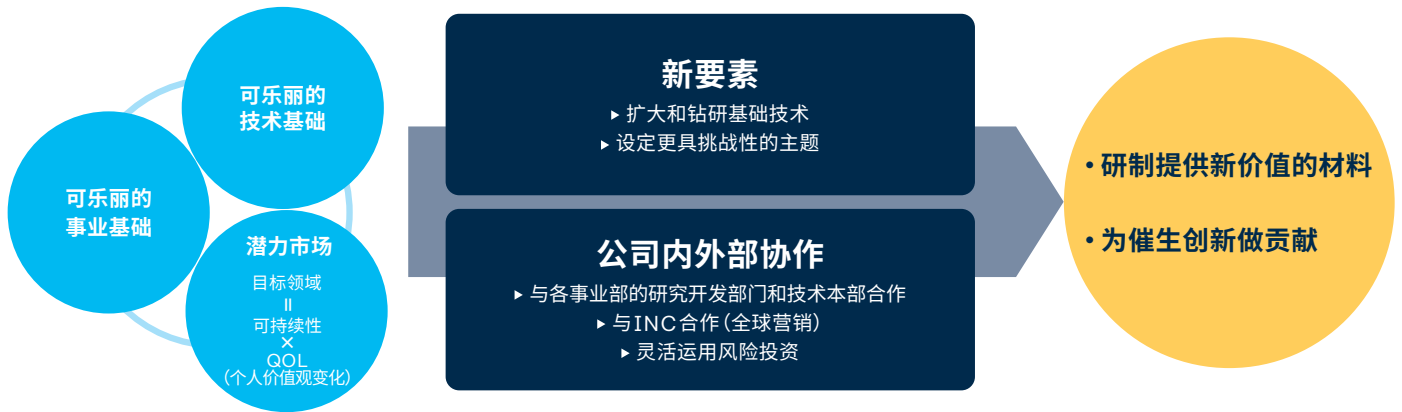 可乐丽的
技术基础
可乐丽的
事业基础
潜力市场
目标领域
=
可持续性
×
QOL
(个人价值观变化)
新要素
▶ 扩大和钻研基础技术
▶ 设定更具挑战性的主题
公司内外部协作
▶ 与各事业部的研究开发部门和技术本部合作
▶ 与INC合作(全球营销)
▶ 灵活运用风险投资
• 研制提供新价值的材料
• 为催生创新做贡献